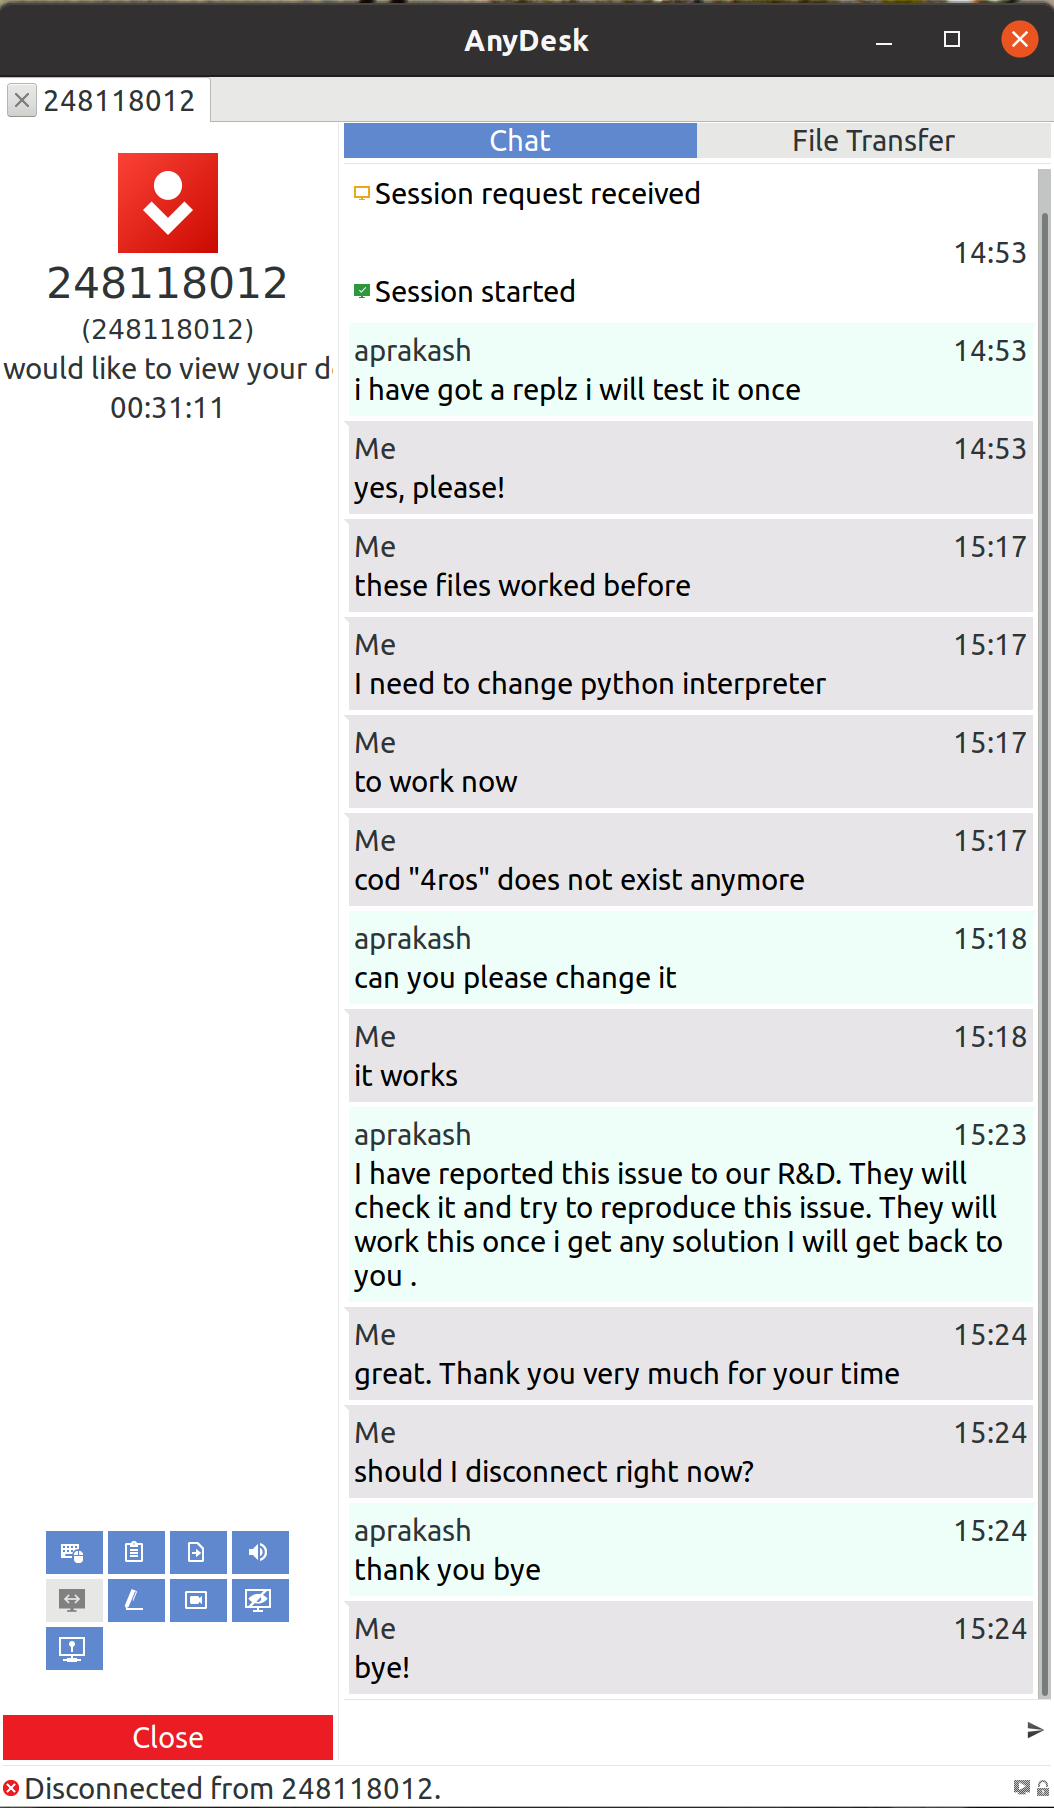 AnyDesk
248118012
248118012
(248118012)
would like to view your d
00:31:11
Chat
File Transfer
Session request received
14:53
Session started
aprakash 14:53
i have got a replz i will test it once
Me 14:53
yes, please!
Me 15:17
these files worked before
Me 15:17
I need to change python interpreter
Me 15:17
to work now
Me 15:17
cod "4ros" does not exist anymore
aprakash 15:18
can you please change it
Me 15:18
it works
aprakash 15:23
I have reported this issue to our R&D. They will
check it and try to reproduce this issue. They will
work this once i get any solution I will get back to
you .
Me 15:24
great. Thank you very much for your time
Me 15:24
should I disconnect right now?
aprakash 15:24
thank you bye
Me 15:24
bye!
Close
Disconnected from 248118012.